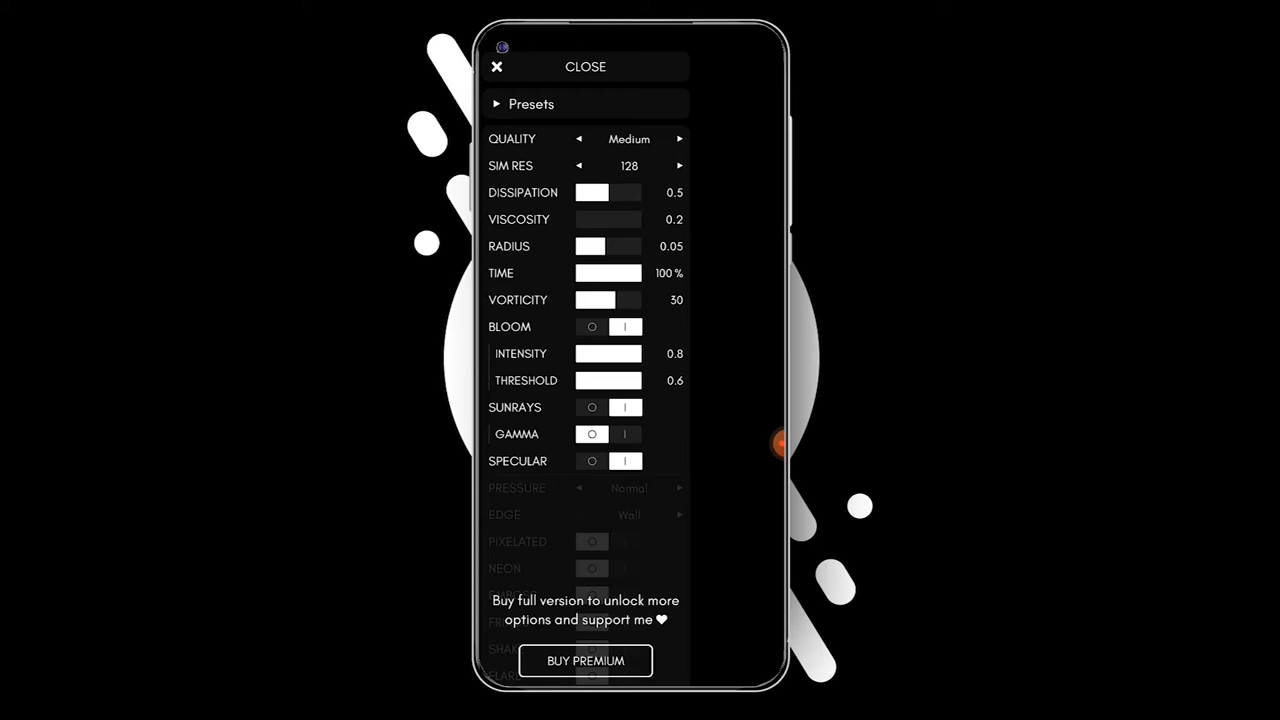 CLOSE
Presets
QUALITY Medium
SIM RES 128
DISSIPATION 0.5
VISCOSITY 0.2
RADIUS 0.05
TIME 100 %
VORTICITY 30
BLOOM
INTENSITY 0.8
THRESHOLD 0.6
SUNRAYS
GAMMA
SPECULAR
PRESSURE Normal
EDGE Wall
PIXELATED
NEON
Buy full version to unlock more
options and support me
SHAK
BUY PREMIUM
FLARE